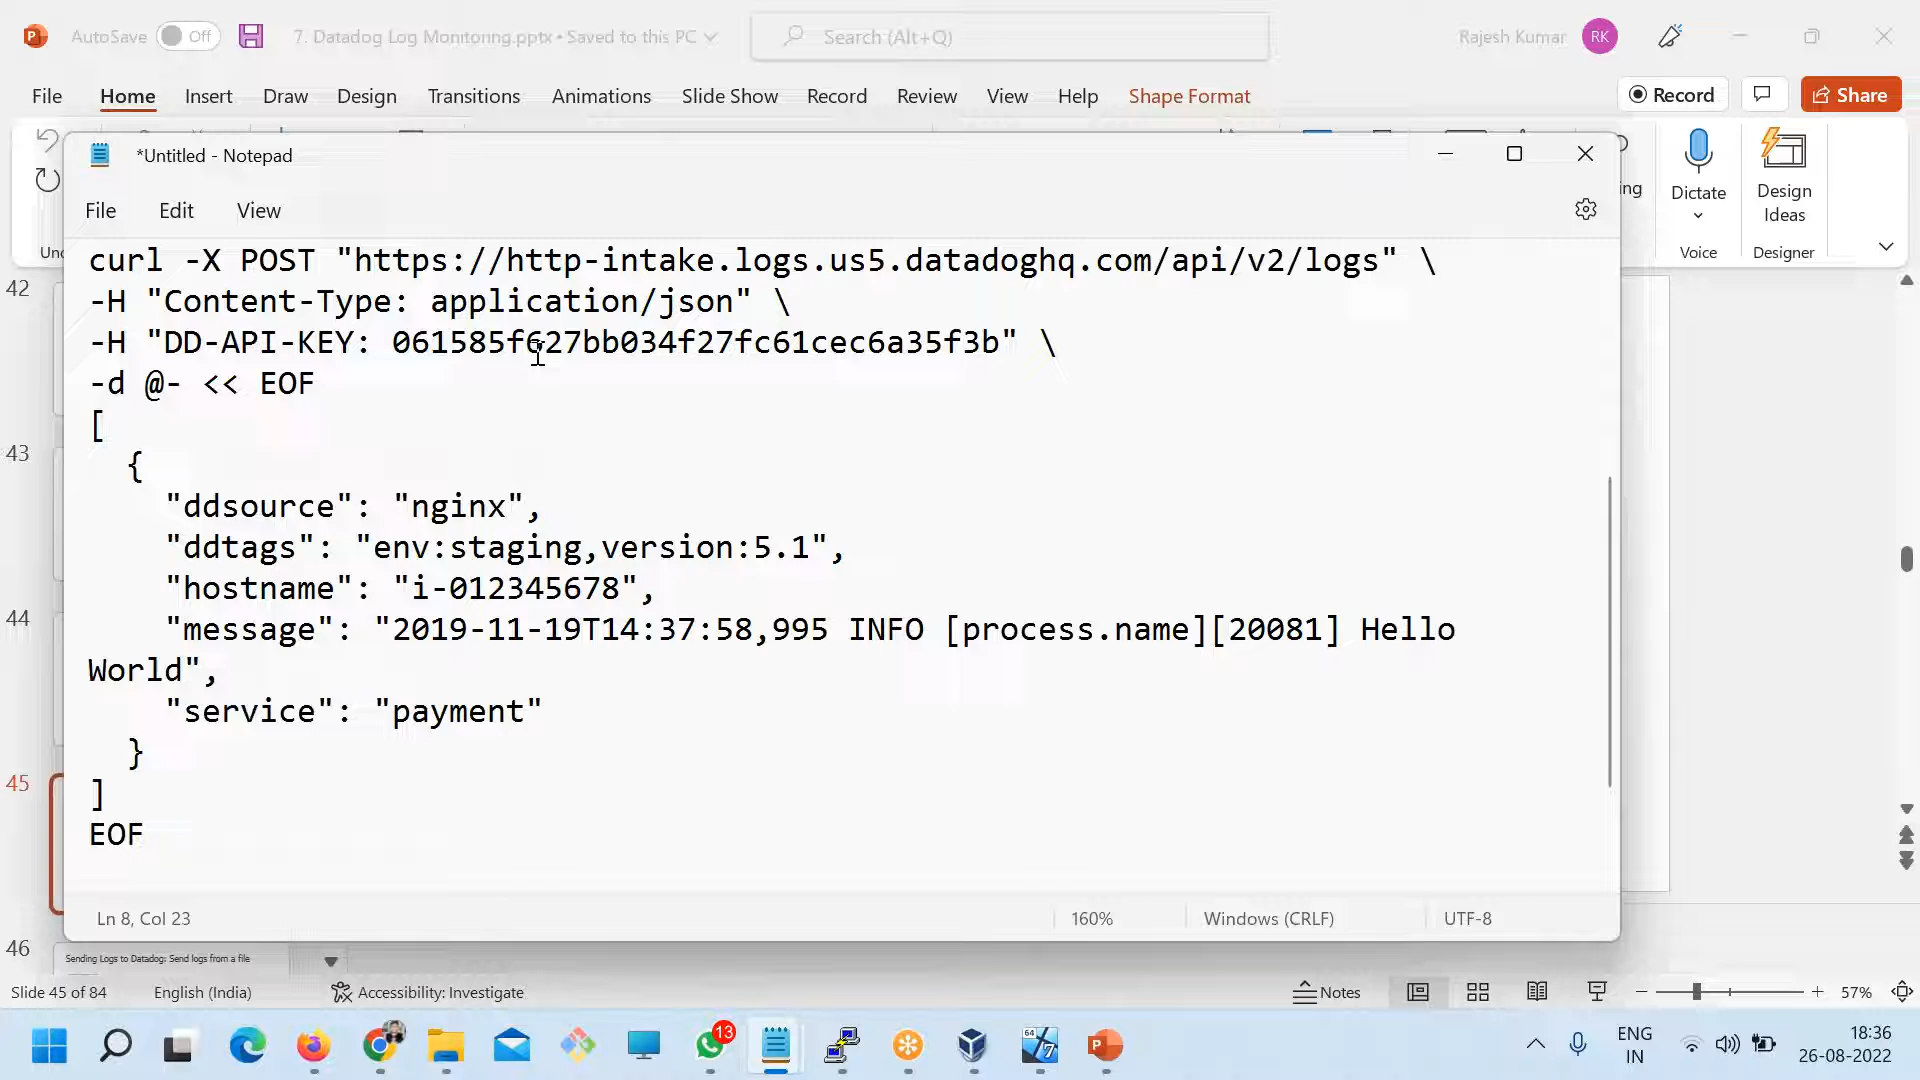 AutoSave Off 7. Datadog Log Monitoring.pptx • Saved to this PC Search (Alt+Q) Rajesh Kumar RK
File Home Insert Draw Design Transitions Animations Slide Show Record Review View Help Shape Format Record Share
*Untitled - Notepad
File Edit View
Dictate
Design
Ideas
Voice
Designer
curl -X POST "https://http-intake.logs.us5.datadoghq.com/api/v2/logs" \
-H "Content-Type: application/json" \
-H "DD-API-KEY: 061585f627bb034f27fc61cec6a35f3b" \
-d @- << EOF
[
{
"ddsource": "nginx",
"ddtags": "env:staging,version:5.1",
"hostname": "i-012345678",
"message": "2019-11-19T14:37:58,995 INFO [process.name][20081] Hello
World",
"service": "payment"
}
]
EOF
Ln 8, Col 23 160% Windows (CRLF) UTF-8
42
43
44
45
46
Sending Logs to Datadog: Send logs from a file
Slide 45 of 84 English (India) Accessibility: Investigate Notes 57%
13
64
7
ENG
IN
18:36
26-08-2022